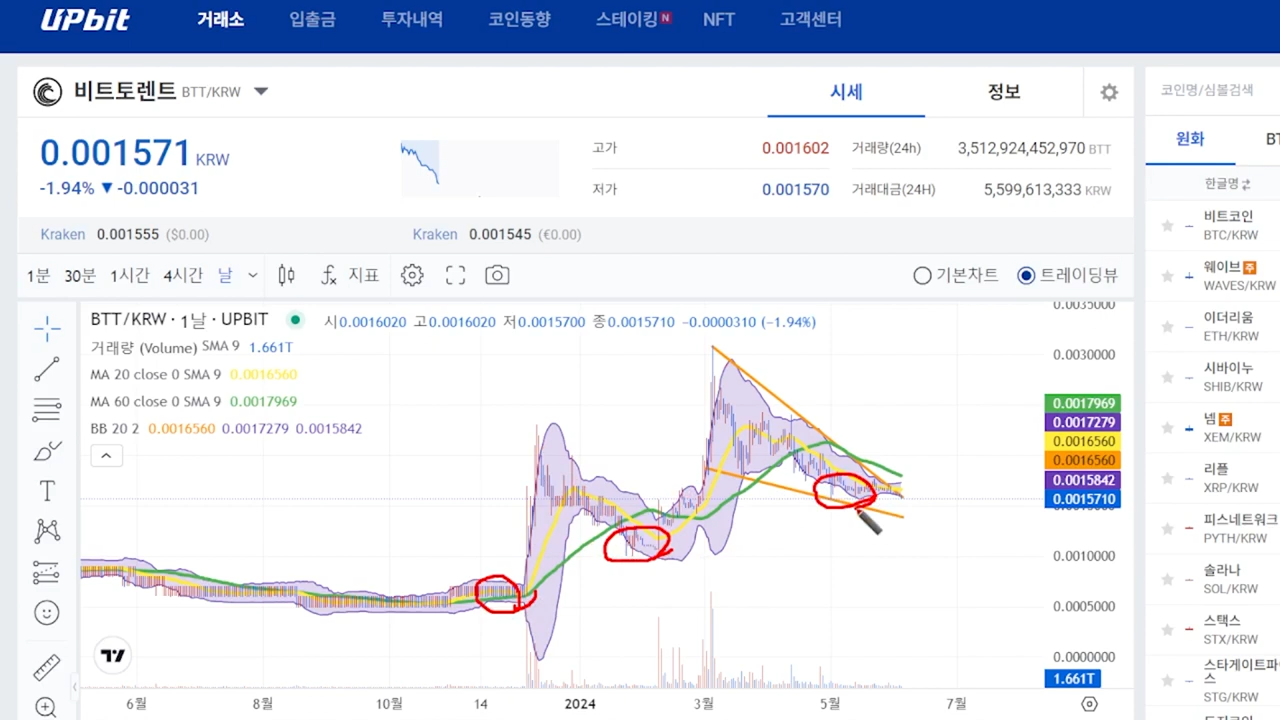 UPbit 거래소 입출금 투자내역 코인동향 스테이킹 N NFT 고객센터
비트토렌트 BTT/KRW 시세 정보
0.001571 KRW
-1.94% ▼ -0.000031
고가 0.001602 거래량(24h) 3,512,924,452,970 BTT
저가 0.001570 거래대금(24H) 5,599,613,333 KRW
Kraken 0.001555 ($0.00) Kraken 0.001545 (€0.00)
1분 30분 1시간 4시간 날 지표 기본차트 트레이딩뷰
BTT/KRW · 1날 · UPBIT 시0.0016020 고0.0016020 저0.0015700 종0.0015710 -0.0000310 (-1.94%)
거래량 (Volume) SMA 9 1.661T
MA 20 close 0 SMA 9 0.0016560
MA 60 close 0 SMA 9 0.0017969
BB 20 2 0.0016560 0.0017279 0.0015842
0.0035000
0.0030000
0.0017969
0.0017279
0.0016560
0.0016560
0.0015842
0.0015710
0.0010000
0.0005000
0.0000000
1.661T
6월 8월 10월 14 2024 3월 5월 7월
코인명/심볼검색
원화
한글명
비트코인
BTC/KRW
웨이브 주
WAVES/KRW
이더리움
ETH/KRW
시바이누
SHIB/KRW
넴 주
XEM/KRW
리플
XRP/KRW
피스네트워크
PYTH/KRW
솔라나
SOL/KRW
스택스
STX/KRW
스타게이트파
스
STG/KRW